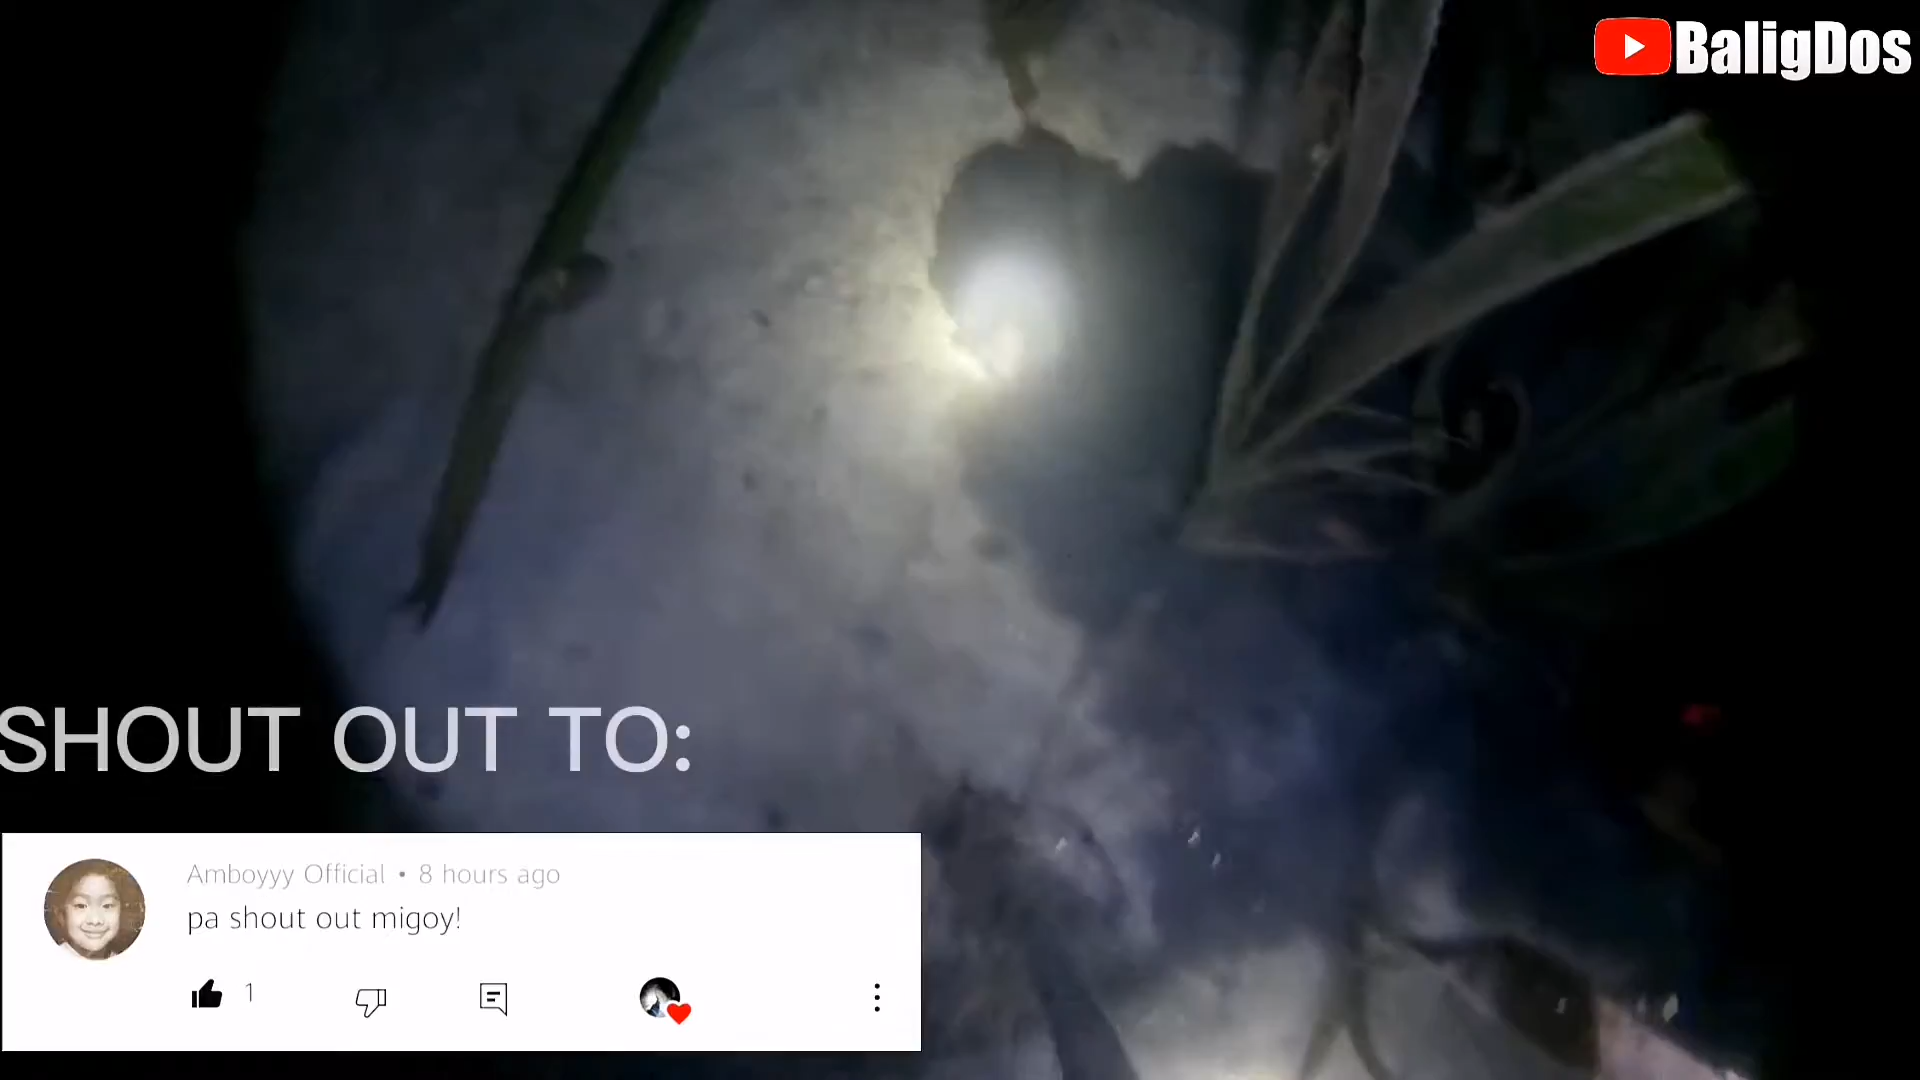 BaligDos
SHOUT OUT TO:
Amboyyy Official • 8 hours ago
pa shout out migoy!
1